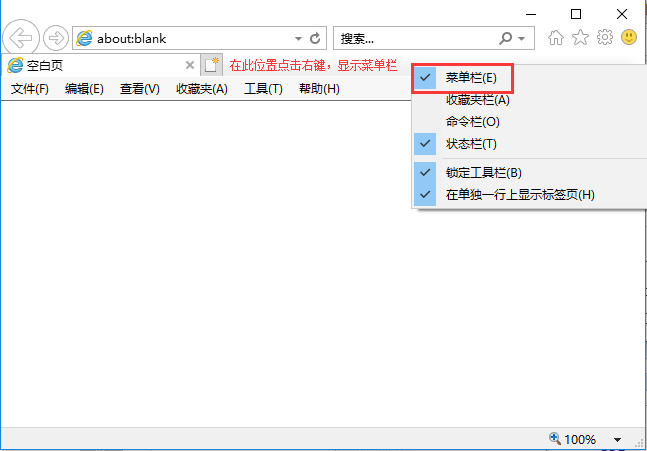 about:blank
搜索...
空白页
在此位置点击右键，显示菜单栏
文件(F) 编辑(E) 查看(V) 收藏夹(A) 工具(T) 帮助(H)
菜单栏(E)
收藏夹栏(A)
命令栏(O)
状态栏(T)
锁定工具栏(B)
在单独一行上显示标签页(H)
100%